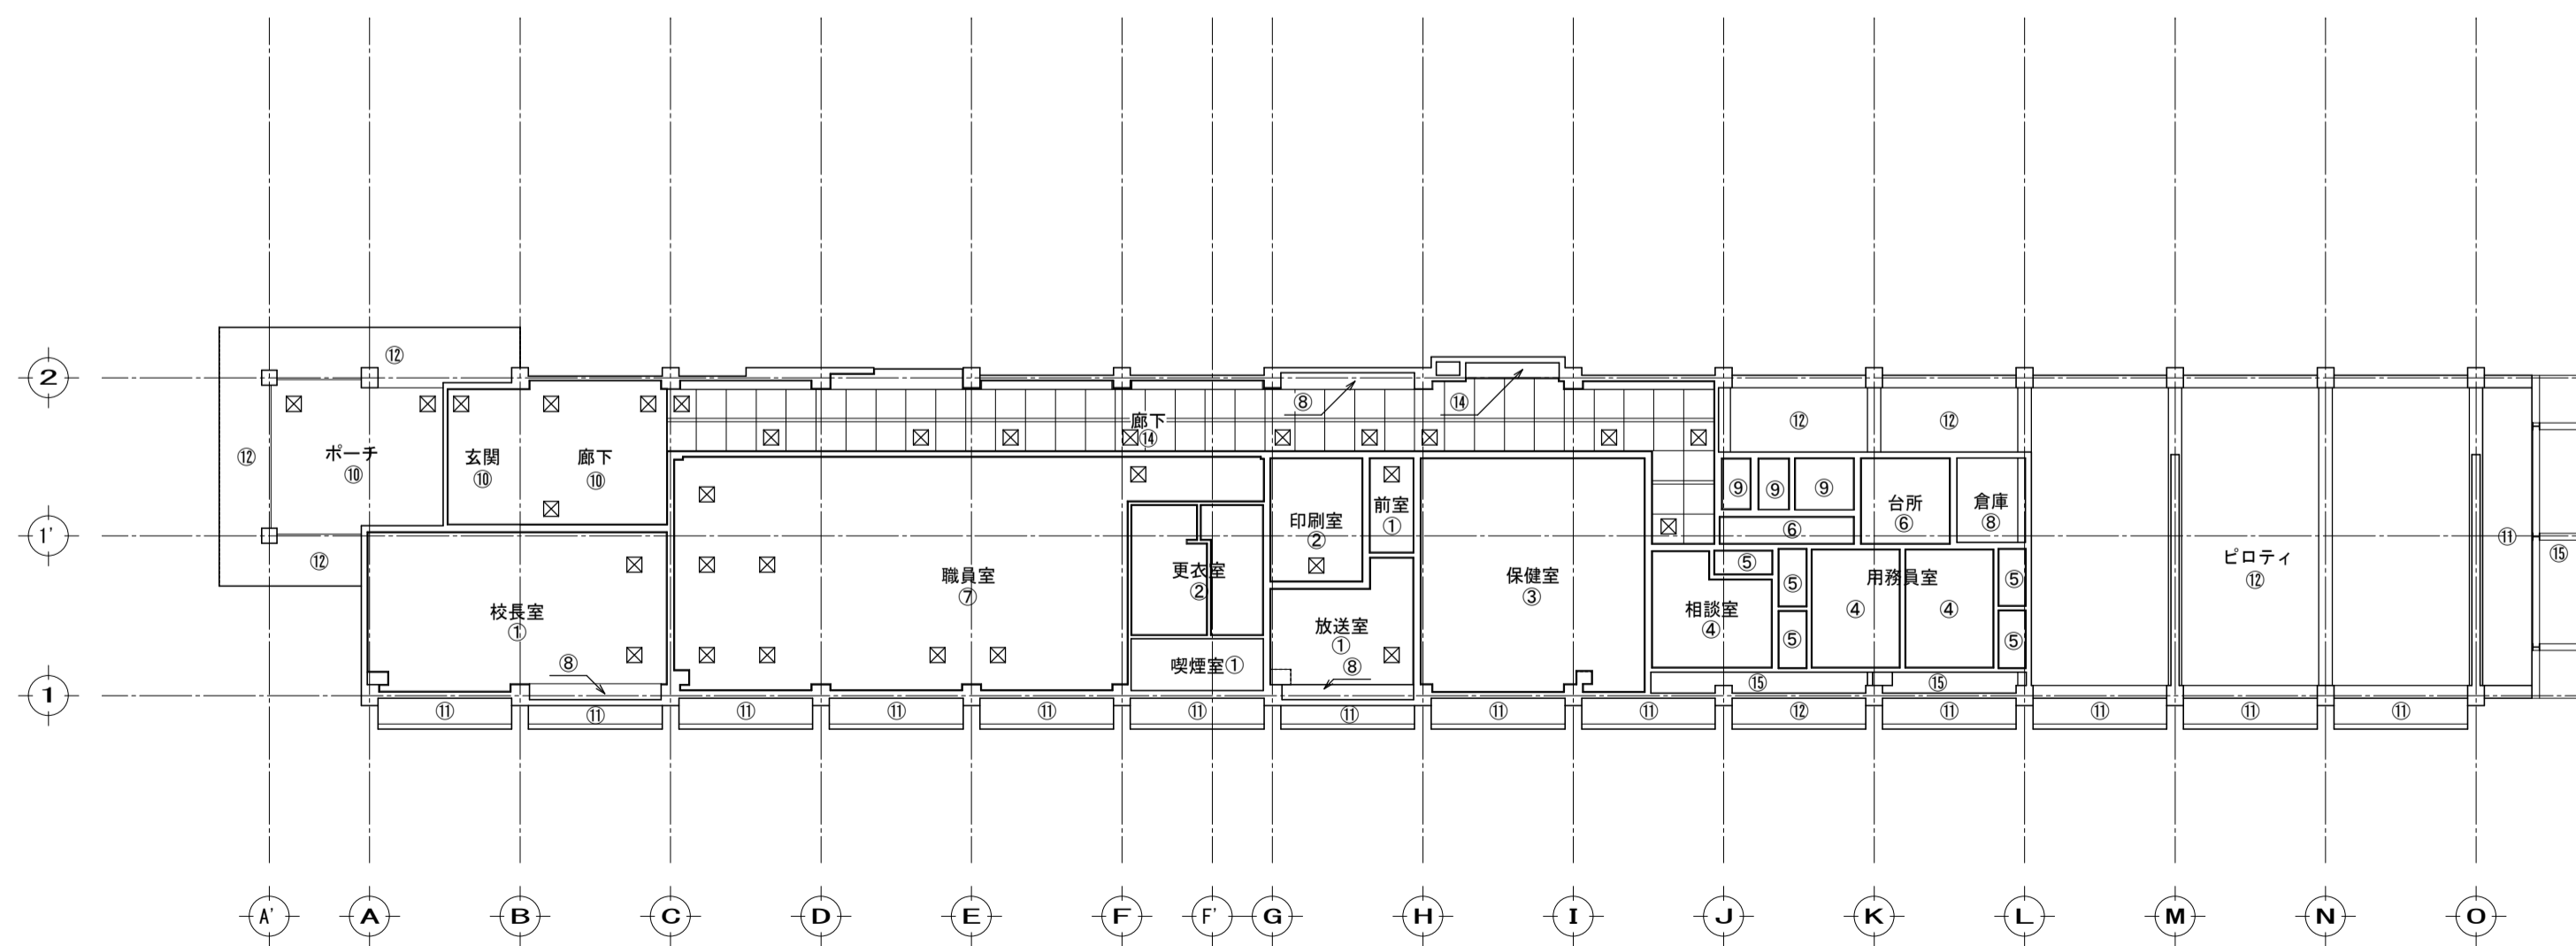 ⑫
2
⑧
⑭
廊下
⑭
⑫
⑫
⑫
ポーチ
⑩
玄関
⑩
廊下
⑩
⑨
⑨
⑨
台所
⑥
倉庫
⑧
前室
①
印刷室
②
⑥
1'
⑫
⑪
⑮
ピロティ
⑫
職員室
⑦
更衣室
②
保健室
③
⑤
⑤
用務員室
⑤
④
④
相談室
④
校長室
①
放送室
①
⑤
⑤
⑧
喫煙室①
⑧
⑮
⑮
1
⑪
⑪
⑪
⑪
⑪
⑪
⑪
⑪
⑪
⑫
⑪
⑪
⑪
⑪
A'
A
B
C
D
E
F
F'
G
H
I
J
K
L
M
N
O